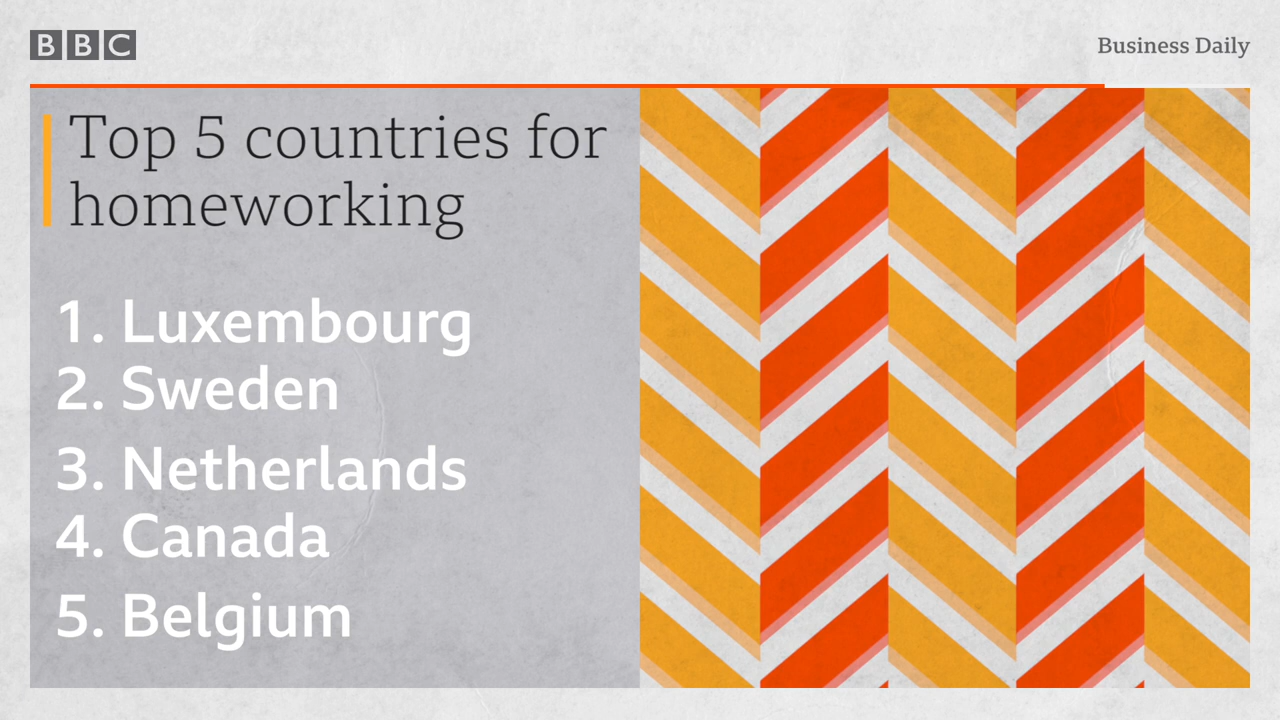 BBC
Business Daily
Top 5 countries for
homeworking
1. Luxembourg
2. Sweden
3. Netherlands
4. Canada
5. Belgium